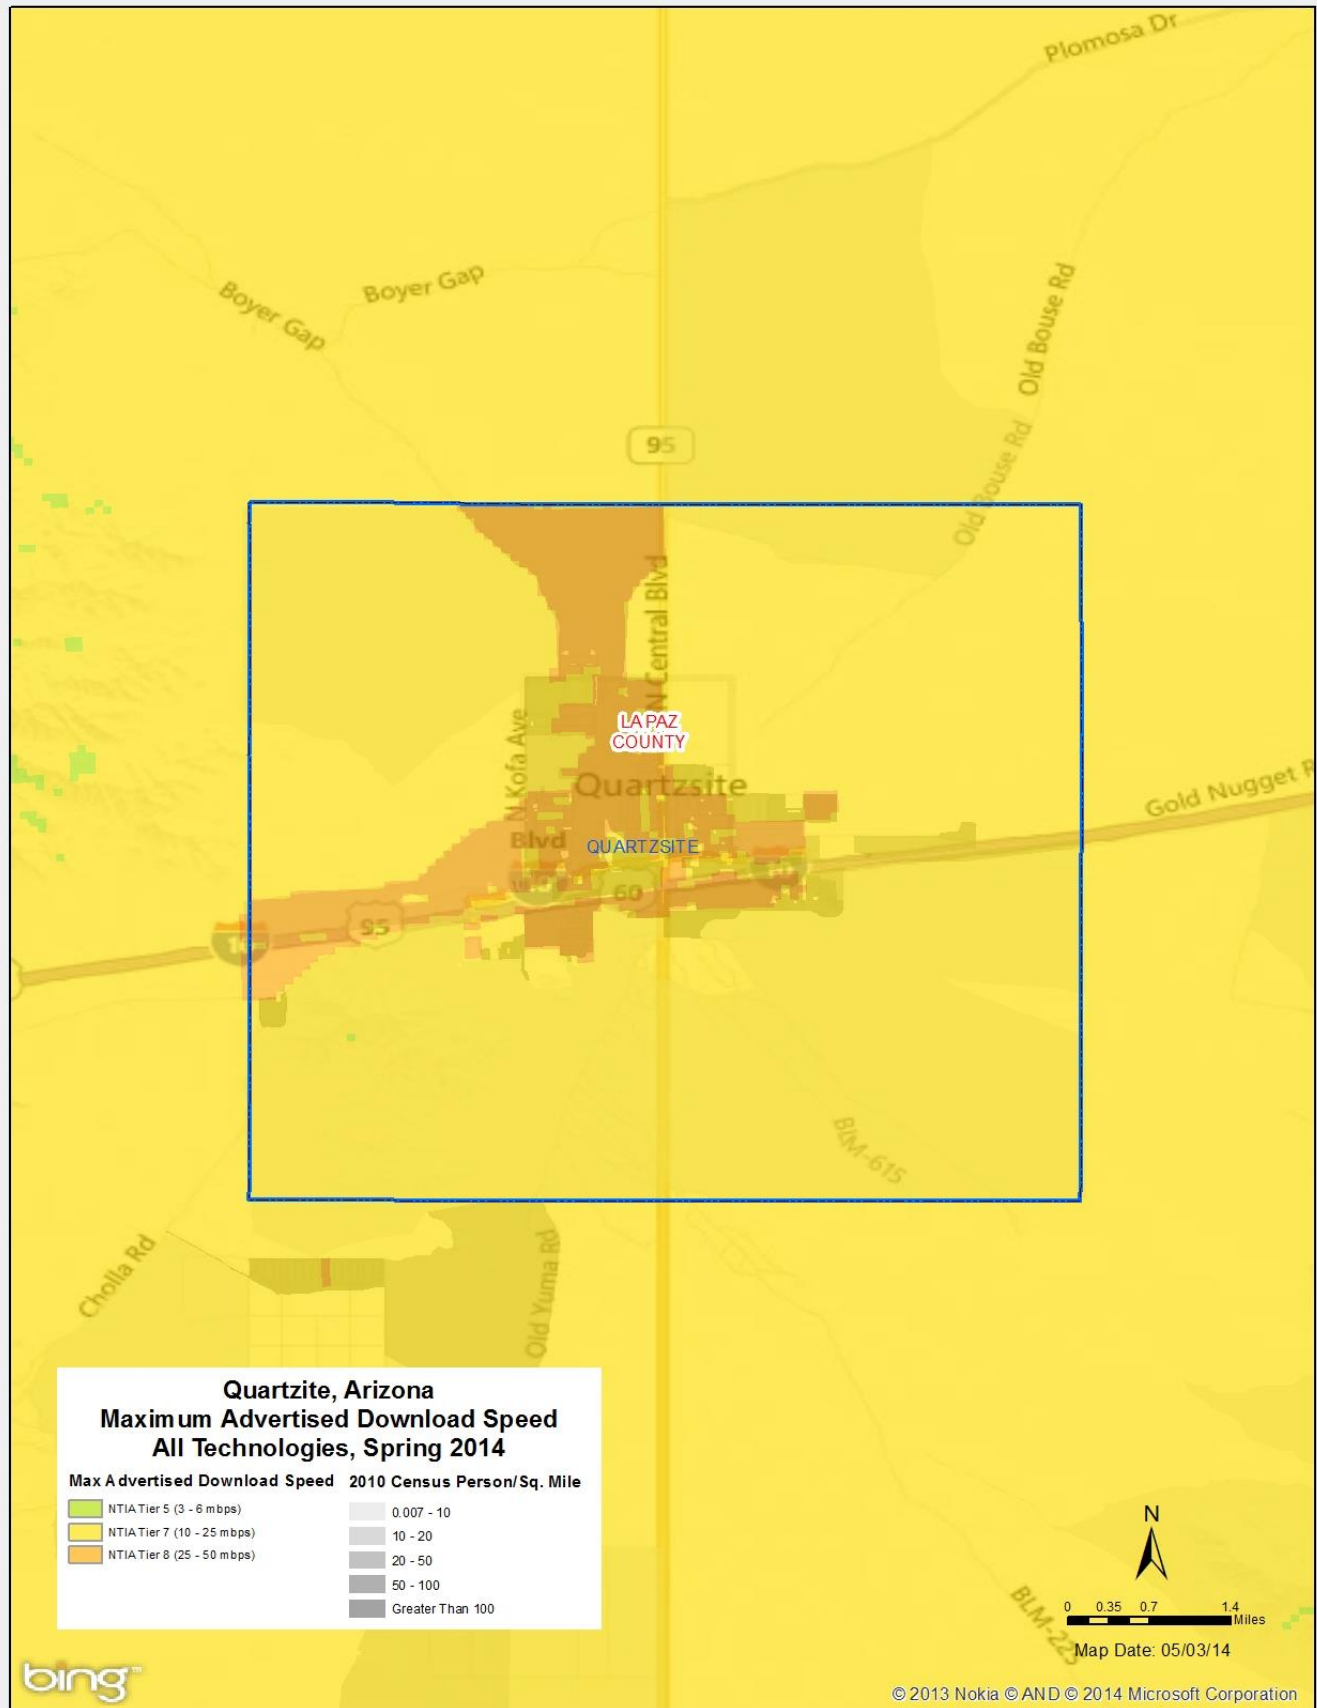 Plomosa Dr
Boyer Gap
Boyer Gap
Old Bouse Rd
Old Bouse Rd
95
N Central Blvd
N Kofa Ave
LA PAZ
COUNTY
Quartzsite
Gold Nugget R
Blvd
QUARTZSITE
60
95
BLM-615
Cholla Rd
Old Yuma Rd
Quartzite, Arizona
Maximum Advertised Download Speed
All Technologies, Spring 2014
Max Advertised Download Speed
NTIA Tier 5 (3 - 6 mbps)
NTIA Tier 7 (10 - 25 mbps)
NTIA Tier 8 (25 - 50 mbps)
2010 Census Person/Sq. Mile
0.007 - 10
10 - 20
20 - 50
50 - 100
Greater Than 100
N
0 0.35 0.7 1.4
Miles
BLM-225
Map Date: 05/03/14
bing™
© 2013 Nokia © AND © 2014 Microsoft Corporation